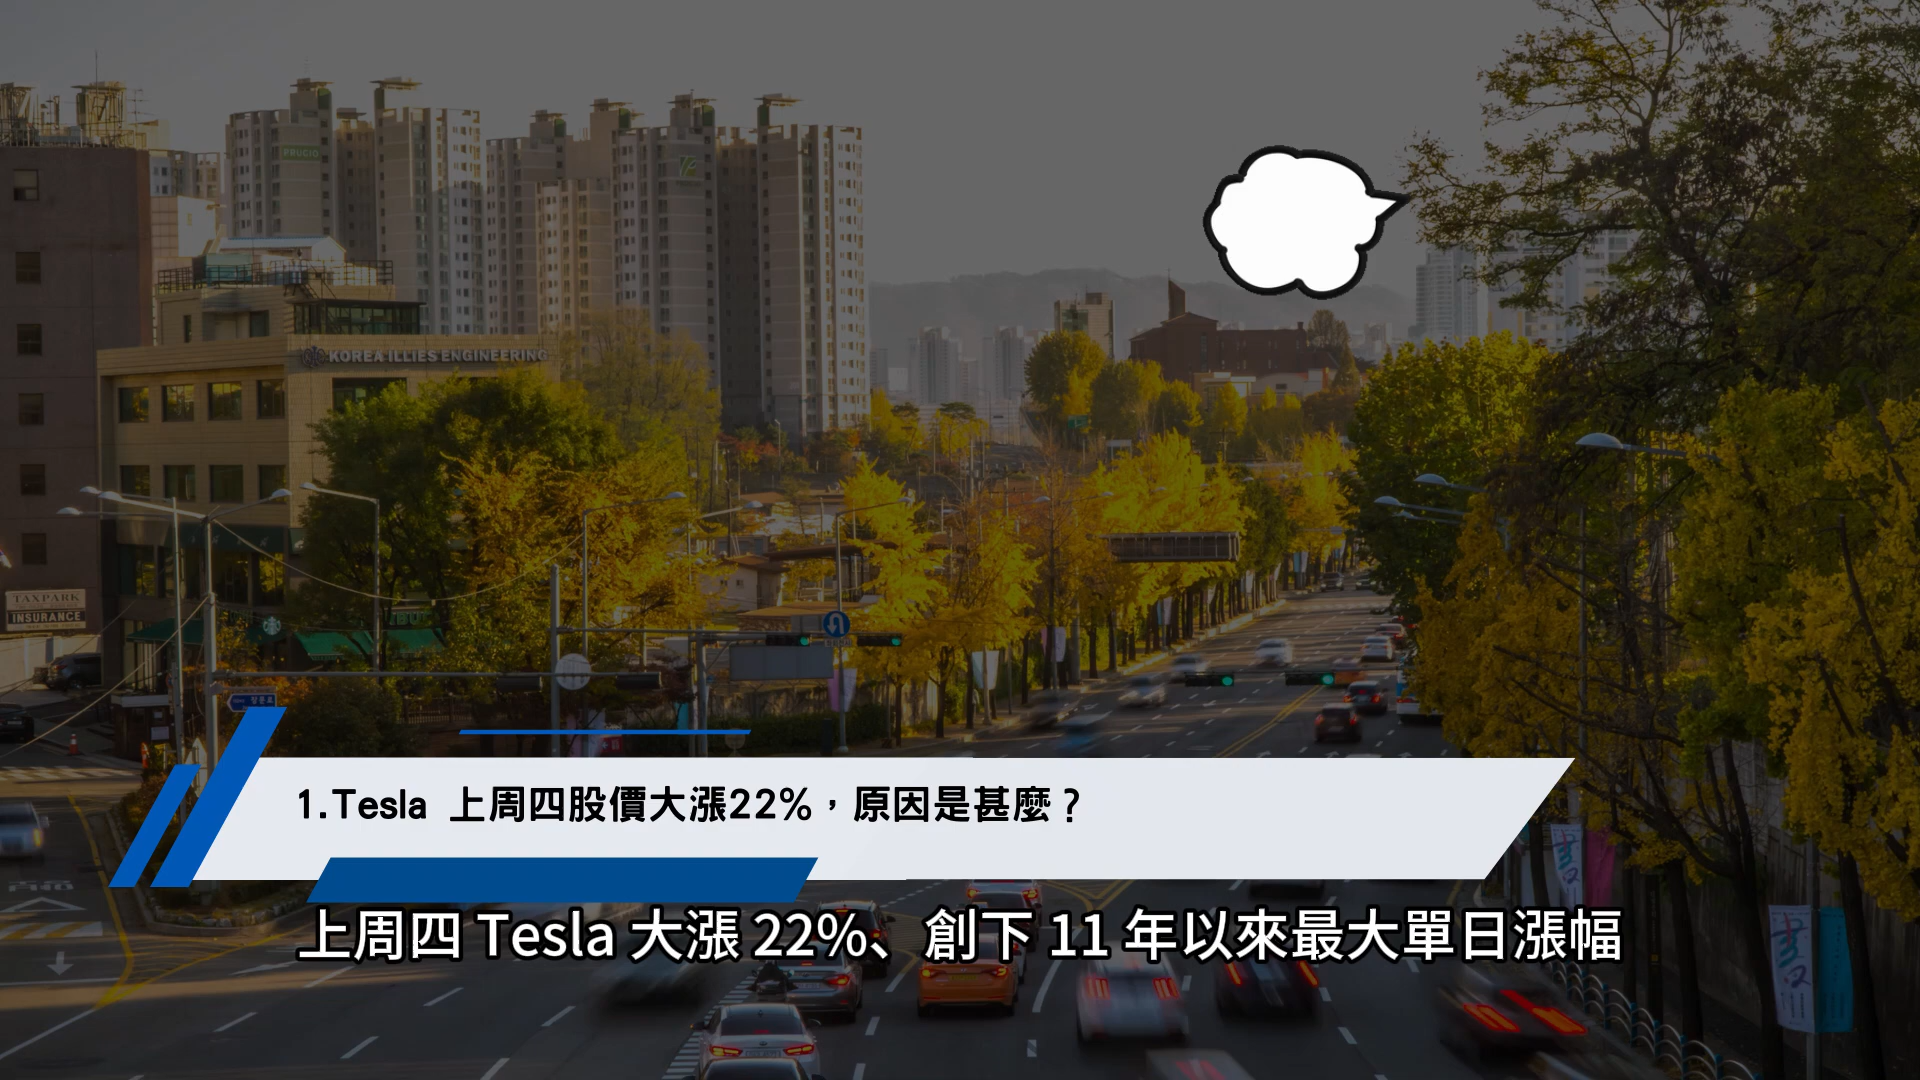 PRUGIO
KOREA ILLIES ENGINEERING
TAXPARK
INSURANCE
1.Tesla 上周四股價大漲22%，原因是甚麼？
上周四 Tesla 大漲 22%、創下 11 年以來最大單日漲幅